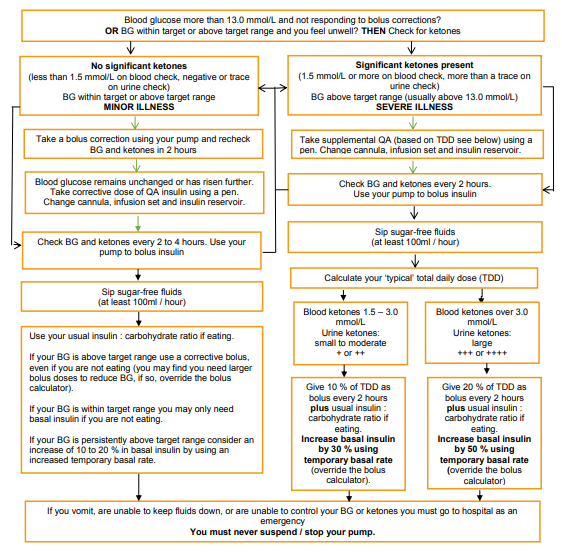 Blood glucose more than 13.0 mmol/L and not responding to bolus corrections?
OR BG within target or above target range and you feel unwell? THEN Check for ketones
No significant ketones
(less than 1.5 mmol/L on blood check, negative or trace
on urine check)
BG within target or above target range
MINOR ILLNESS
Significant ketones present
(1.5 mmol/L or more on blood check, more than a trace on
urine check)
BG above target range (usually above 13.0 mmol/L)
SEVERE ILLNESS
Take a bolus correction using your pump and recheck
BG and ketones in 2 hours
Take supplemental QA (based on TDD see below) using a
pen. Change cannula, infusion set and insulin reservoir.
Blood glucose remains unchanged or has risen further.
Take corrective dose of QA insulin using a pen.
Change cannula, infusion set and insulin reservoir.
Check BG and ketones every 2 hours.
Use your pump to bolus insulin
Check BG and ketones every 2 to 4 hours. Use your
pump to bolus insulin
Sip sugar-free fluids
(at least 100ml / hour)
Calculate your 'typical' total daily dose (TDD)
Sip sugar-free fluids
(at least 100ml / hour)
Blood ketones 1.5 – 3.0
mmol/L
Urine ketones:
small to moderate
+ or ++
Blood ketones over 3.0
mmol/L
Urine ketones:
large
+++ or ++++
Use your usual insulin : carbohydrate ratio if eating.
If your BG is above target range use a corrective bolus,
even if you are not eating (you may find you need larger
bolus doses to reduce BG, if so, override the bolus
calculator).
If your BG is within target range you may only need
basal insulin if you are not eating.
If your BG is persistently above target range consider an
increase of 10 to 20 % in basal insulin by using an
increased temporary basal rate.
Give 10 % of TDD as
bolus every 2 hours
plus usual insulin :
carbohydrate ratio if
eating.
Increase basal insulin
by 30 % using
temporary basal rate
(override the bolus
calculator).
Give 20 % of TDD as
bolus every 2 hours
plus usual insulin :
carbohydrate ratio if
eating.
Increase basal insulin
by 50 % using
temporary basal rate
(override the bolus
calculator)
If you vomit, are unable to keep fluids down, or are unable to control your BG or ketones you must go to hospital as an
emergency
You must never suspend / stop your pump.